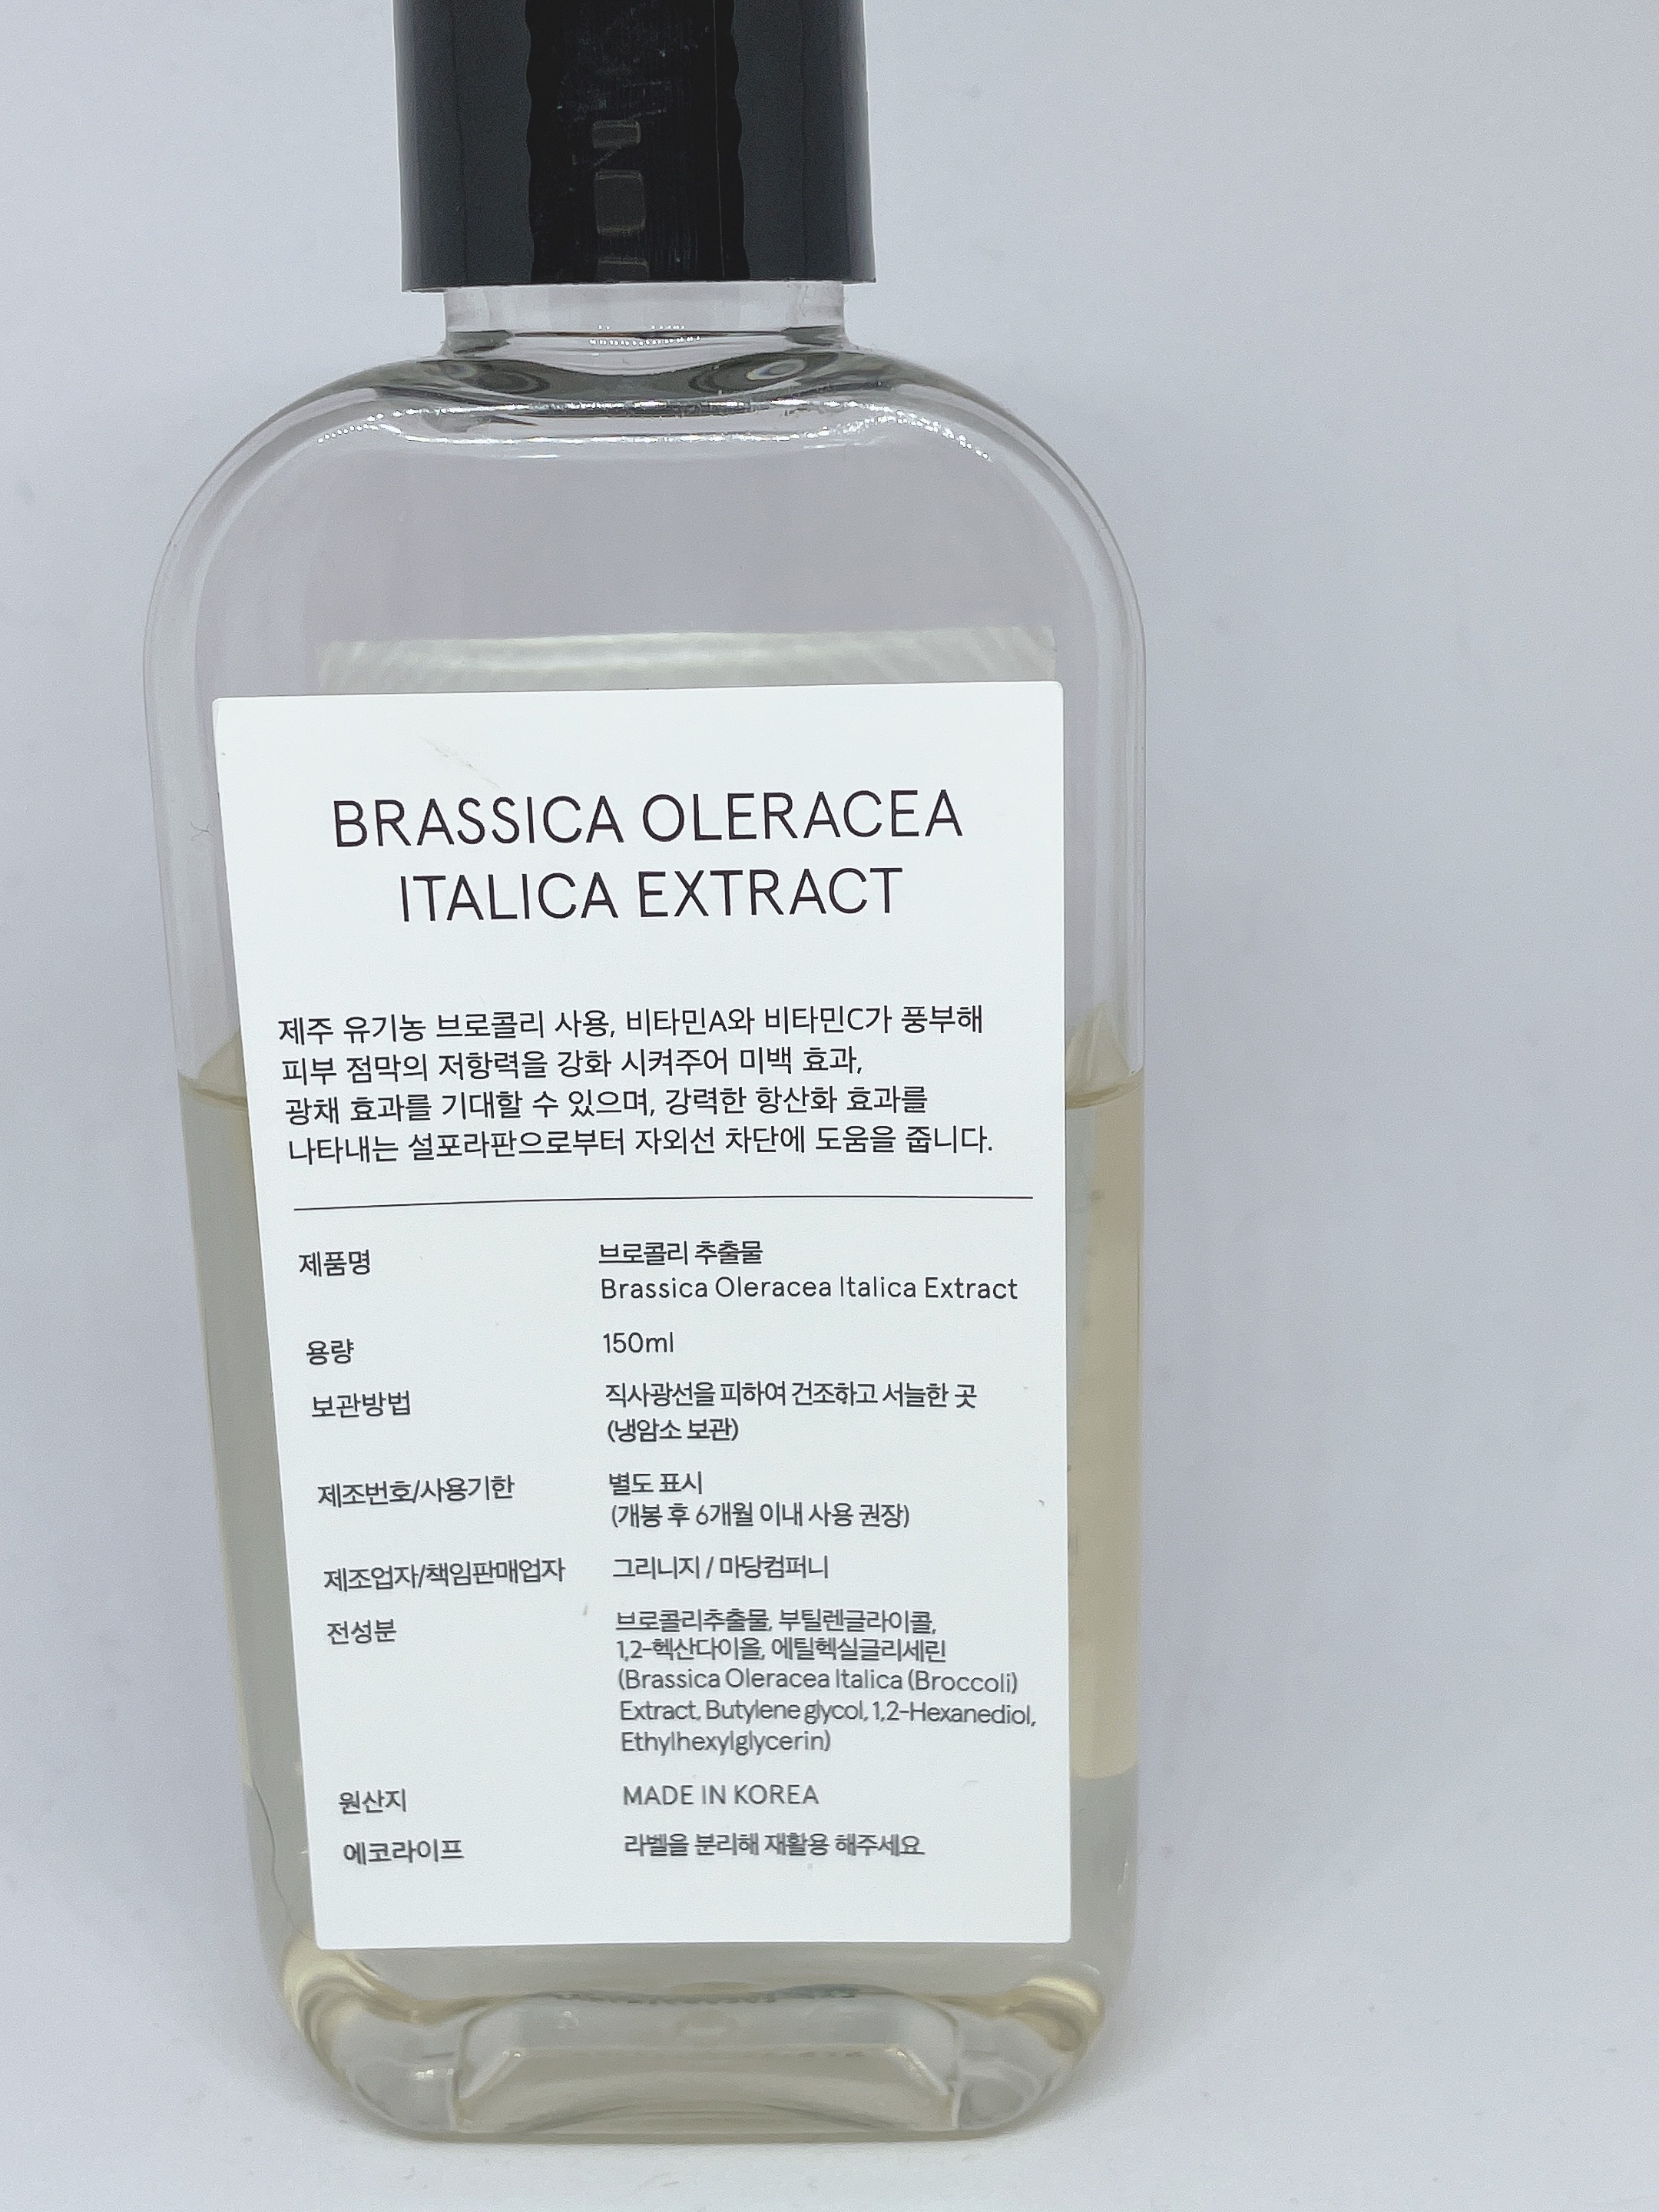 BRASSICA OLERACEA
ITALICA EXTRACT
제주 유기농 브로콜리 사용, 비타민A와 비타민C가 풍부해
피부 점막의 저항력을 강화 시켜주어 미백 효과,
광채 효과를 기대할 수 있으며, 강력한 항산화 효과를
나타내는 설포라판으로부터 자외선 차단에 도움을 줍니다.
제품명 브로콜리 추출물
Brassica Oleracea Italica Extract
용량 150ml
보관방법 직사광선을 피하여 건조하고 서늘한 곳
(냉암소 보관)
제조번호/사용기한 별도 표시
(개봉 후 6개월 이내 사용 권장)
제조업자/책임판매업자 그리니지 / 마당컴퍼니
전성분 브로콜리추출물, 부틸렌글라이콜,
1,2-헥산다이올, 에틸헥실글리세린
(Brassica Oleracea Italica (Broccoli)
Extract, Butylene glycol, 1,2-Hexanediol,
Ethylhexylglycerin)
원산지 MADE IN KOREA
에코라이프 라벨을 분리해 재활용 해주세요